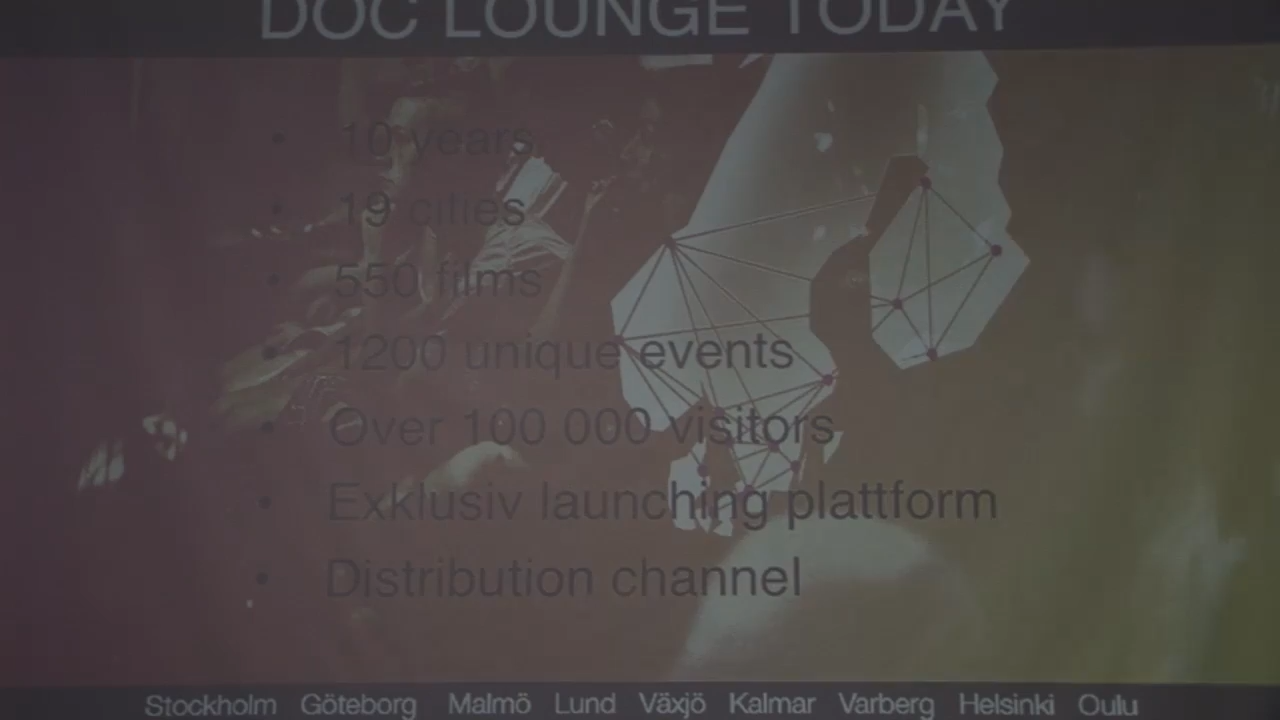 DOC LOUNGE TODAY
• 10 years
• 19 cities
• 550 films
• 1200 unique events
• Over 100 000 visitors
• Exklusiv launching plattform
• Distribution channel
Stockholm Göteborg Malmö Lund Växjö Kalmar Varberg Helsinki Oulu